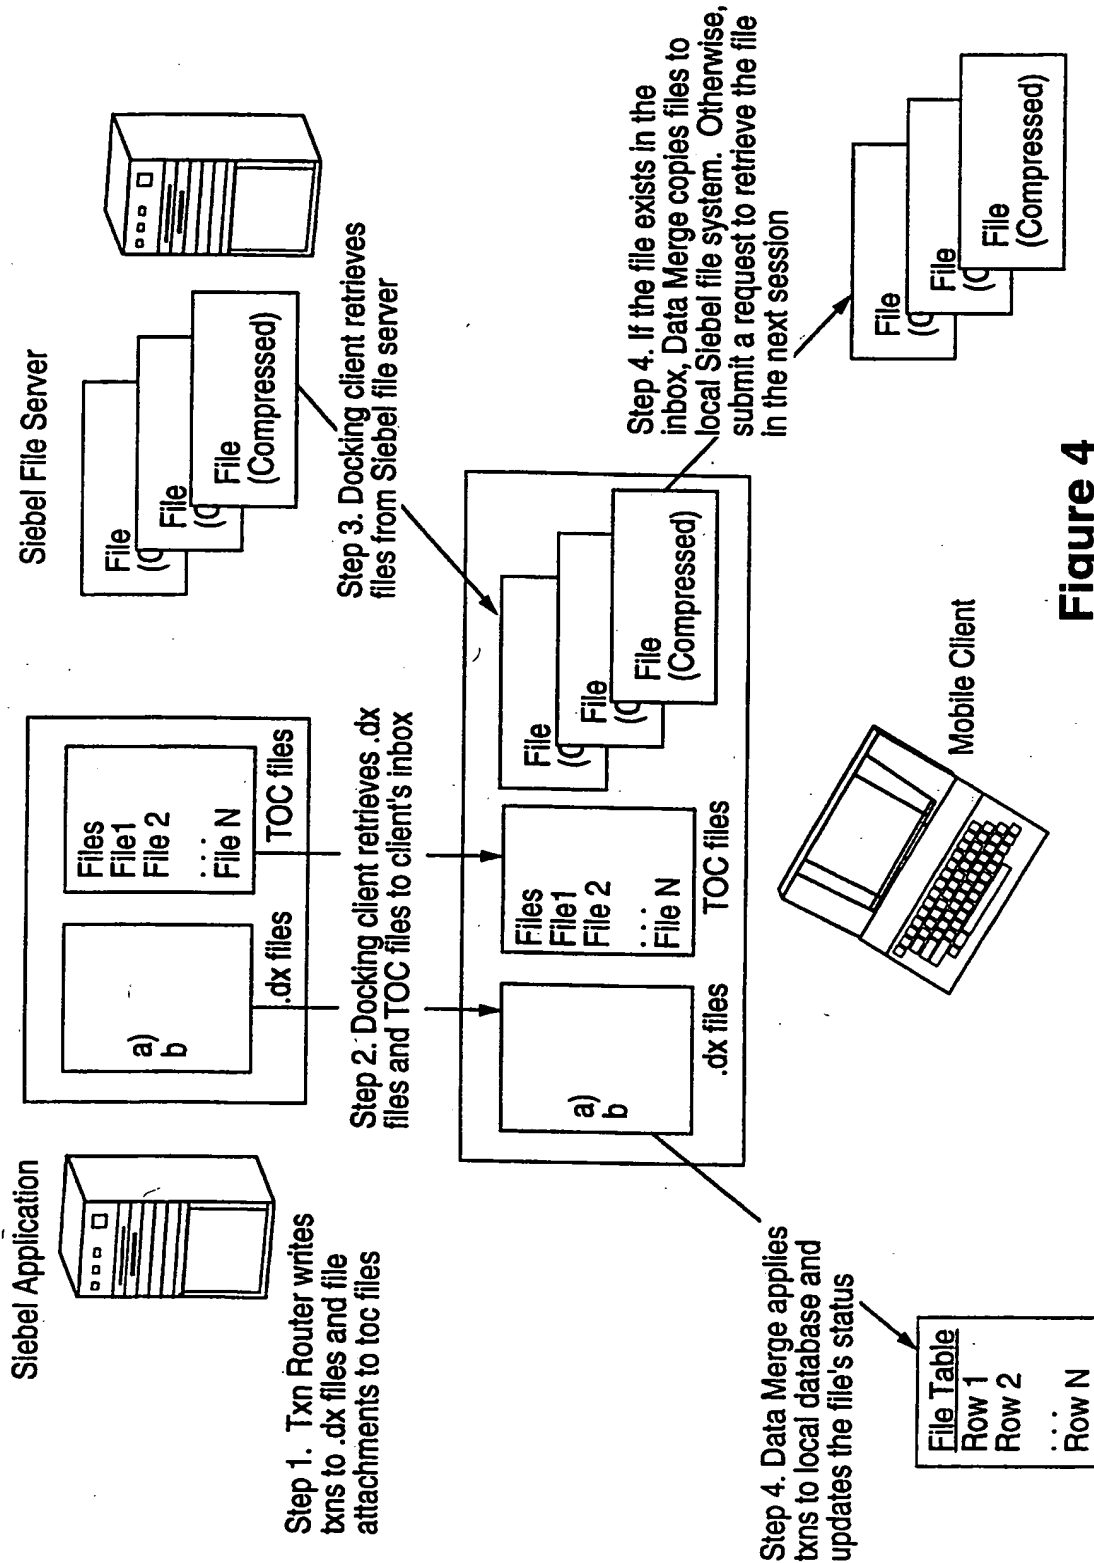 Siebel Application
Step 1. Txn Router writes
txns to .dx files and file
attachments to toc files
a)
b
.dx files
Files
File1
File 2
...
File N
TOC files
Siebel File Server
File
(C
File
(C
File
(Compressed)
Step 2. Docking client retrieves .dx
files and TOC files to client's inbox
Step 3. Docking client retrieves
files from Siebel file server
a)
b
.dx files
Files
File1
File 2
...
File N
TOC files
File
(C
File
(C
File
(Compressed)
Step 4. Data Merge applies
txns to local database and
updates the file's status
File Table
Row 1
Row 2
...
Row N
Mobile Client
Step 4. If the file exists in the
inbox, Data Merge copies files to
local Siebel file system. Otherwise,
submit a request to retrieve the file
in the next session
File
(C
File
(C
File
(Compressed)
Figure 4